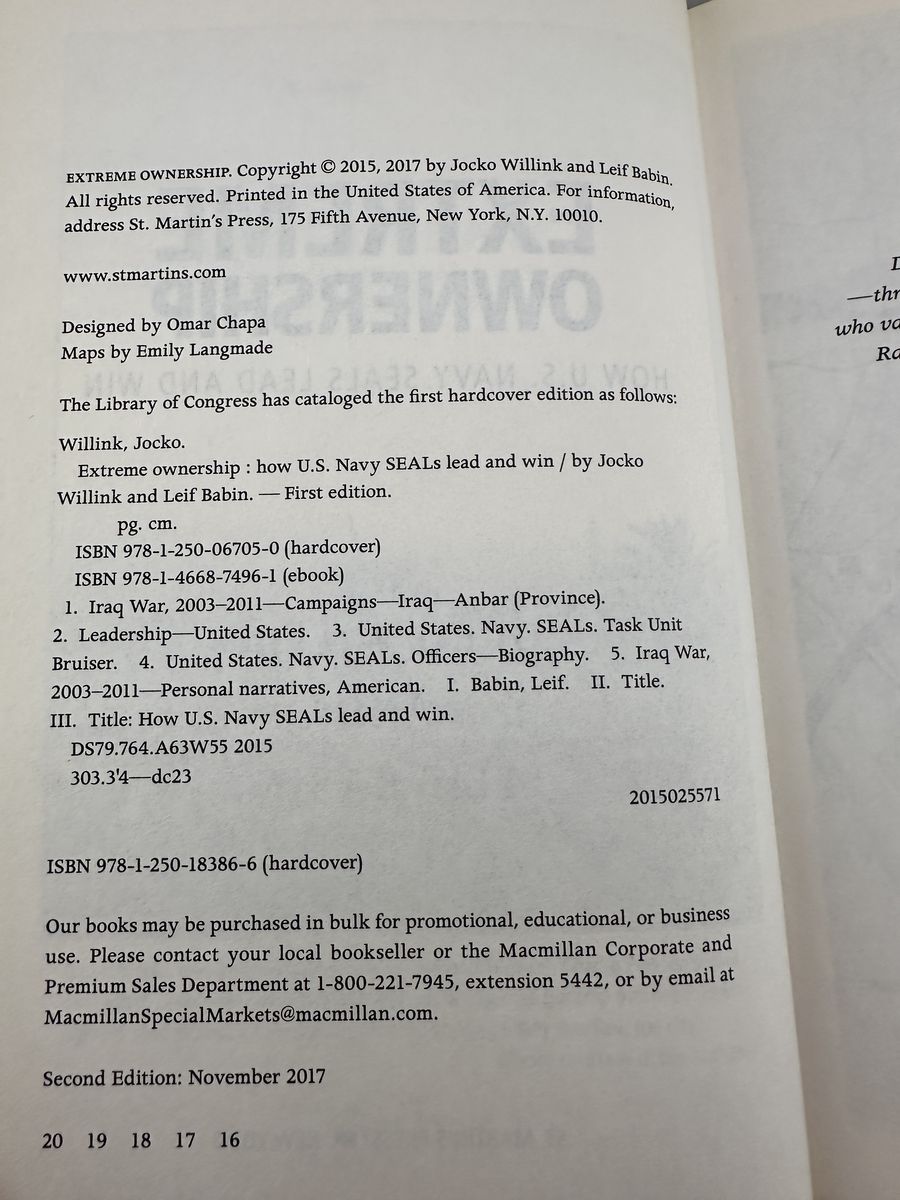 EXTREME OWNERSHIP. Copyright © 2015, 2017 by Jocko Willink and Leif Babin.
All rights reserved. Printed in the United States of America. For information,
address St. Martin's Press, 175 Fifth Avenue, New York, N.Y. 10010.
www.stmartins.com
Designed by Omar Chapa
Maps by Emily Langmade
The Library of Congress has cataloged the first hardcover edition as follows:
Willink, Jocko.
Extreme ownership : how U.S. Navy SEALs lead and win / by Jocko
Willink and Leif Babin. — First edition.
pg. cm.
ISBN 978-1-250-06705-0 (hardcover)
ISBN 978-1-4668-7496-1 (ebook)
1. Iraq War, 2003–2011—Campaigns—Iraq—Anbar (Province).
2. Leadership—United States. 3. United States. Navy. SEALs. Task Unit
Bruiser. 4. United States. Navy. SEALs. Officers—Biography. 5. Iraq War,
2003–2011—Personal narratives, American. I. Babin, Leif. II. Title.
III. Title: How U.S. Navy SEALs lead and win.
DS79.764.A63W55 2015
303.3'4—dc23
2015025571
ISBN 978-1-250-18386-6 (hardcover)
Our books may be purchased in bulk for promotional, educational, or business
use. Please contact your local bookseller or the Macmillan Corporate and
Premium Sales Department at 1-800-221-7945, extension 5442, or by email at
MacmillanSpecialMarkets@macmillan.com.
Second Edition: November 2017
20 19 18 17 16
—thr
who va